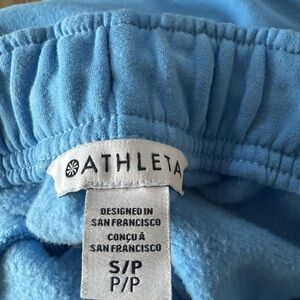 ATHLETA
DESIGNED IN
SAN FRANCISCO
CONÇU À
SAN FRANCISCO
S/P
P/P